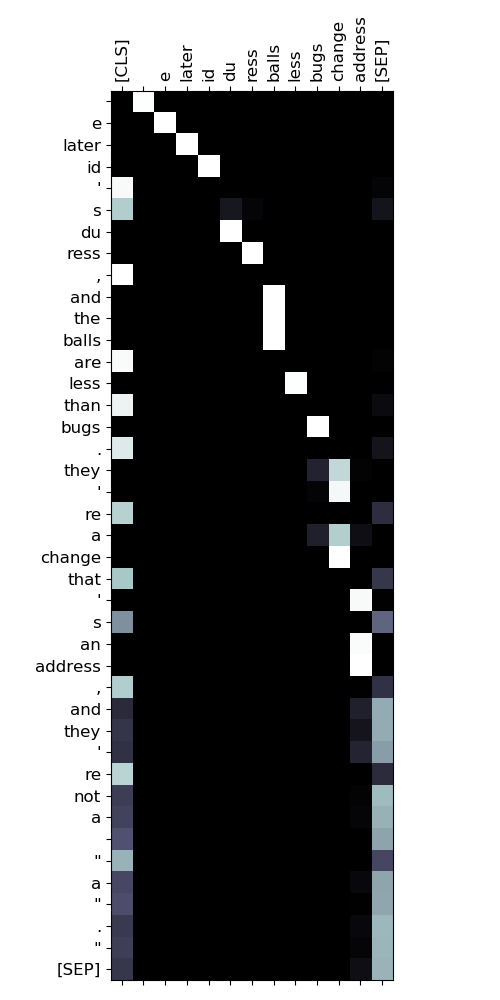 [CLS]
e
later
id
du
ress
balls
less
bugs
change
address
[SEP]
e
later
id
'
s
du
ress
,
and
the
balls
are
less
than
bugs
.
they
'
re
a
change
that
'
s
an
address
,
and
they
'
re
not
a
"
a
"
.
"
[SEP]